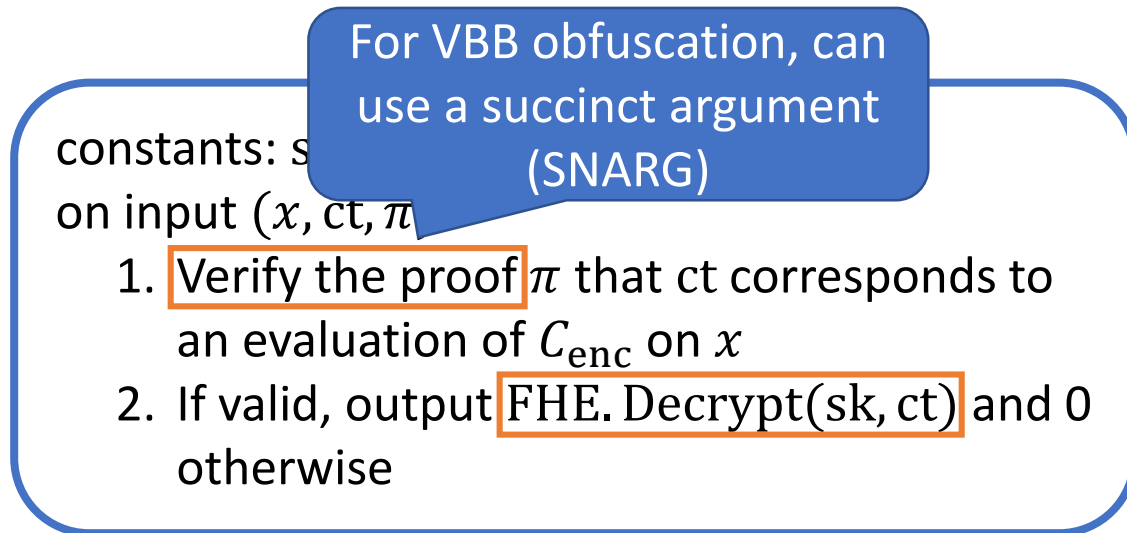 For VBB obfuscation, can
use a succinct argument
(SNARG)
constants: s
on input (𝑥, ct, 𝜋
1. Verify the proof 𝜋 that ct corresponds to
an evaluation of 𝐶enc on 𝑥
2. If valid, output FHE. Decrypt(sk, ct) and 0
otherwise